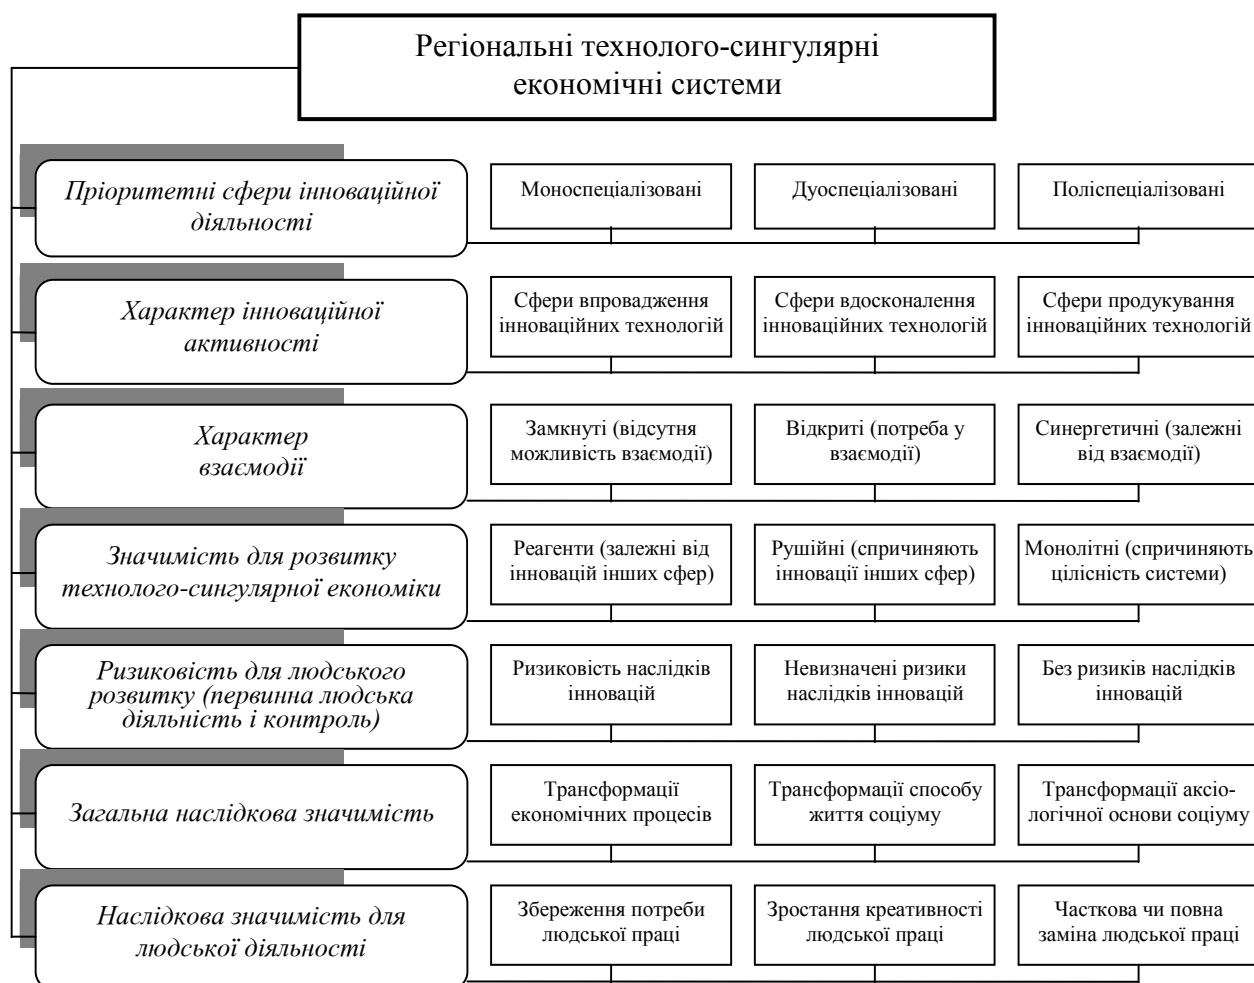 Регіональні технолого-сингулярні
економічні системи
Пріоритетні сфери інноваційної
діяльності
Моноспеціалізовані
Дуоспеціалізовані
Поліспеціалізовані
Характер інноваційної
активності
Сфери впровадження
інноваційних технологій
Сфери вдосконалення
інноваційних технологій
Сфери продукування
інноваційних технологій
Характер
взаємодії
Замкнуті (відсутня
можливість взаємодії)
Відкриті (потреба у
взаємодії)
Синергетичні (залежні
від взаємодії)
Значимість для розвитку
технолого-сингулярної економіки
Реагенти (залежні від
інновацій інших сфер)
Рушійні (спричиняють
інновації інших сфер)
Монолітні (спричиняють
цілісність системи)
Ризиковість для людського
розвитку (первинна людська
діяльність і контроль)
Ризиковість наслідків
інновацій
Невизначені ризики
наслідків інновацій
Без ризиків наслідків
інновацій
Загальна наслідкова значимість
Трансформації
економічних процесів
Трансформації способу
життя соціуму
Трансформації аксіо-
логічної основи соціуму
Наслідкова значимість для
людської діяльності
Збереження потреби
людської праці
Зростання креативності
людської праці
Часткова чи повна
заміна людської праці